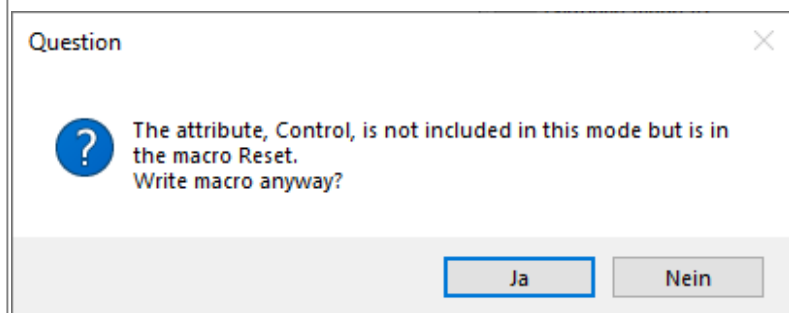 Question
The attribute, Control, is not included in this mode but is in
the macro Reset.
Write macro anyway?
Ja
Nein